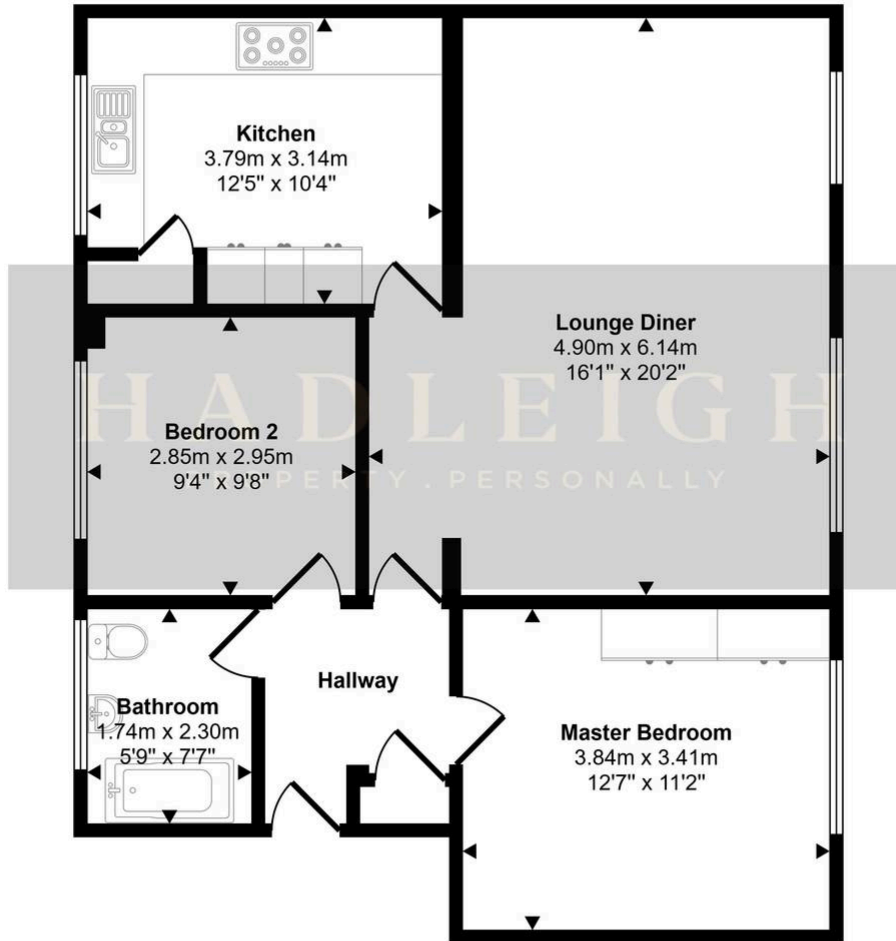 Kitchen
3.79m x 3.14m
12'5" x 10'4"
Lounge Diner
4.90m x 6.14m
16'1" x 20'2"
HADLEIGH
PROPERTY. PERSONALLY
Bedroom 2
2.85m x 2.95m
9'4" x 9'8"
Hallway
Bathroom
1.74m x 2.30m
5'9" x 7'7"
Master Bedroom
3.84m x 3.41m
12'7" x 11'2"